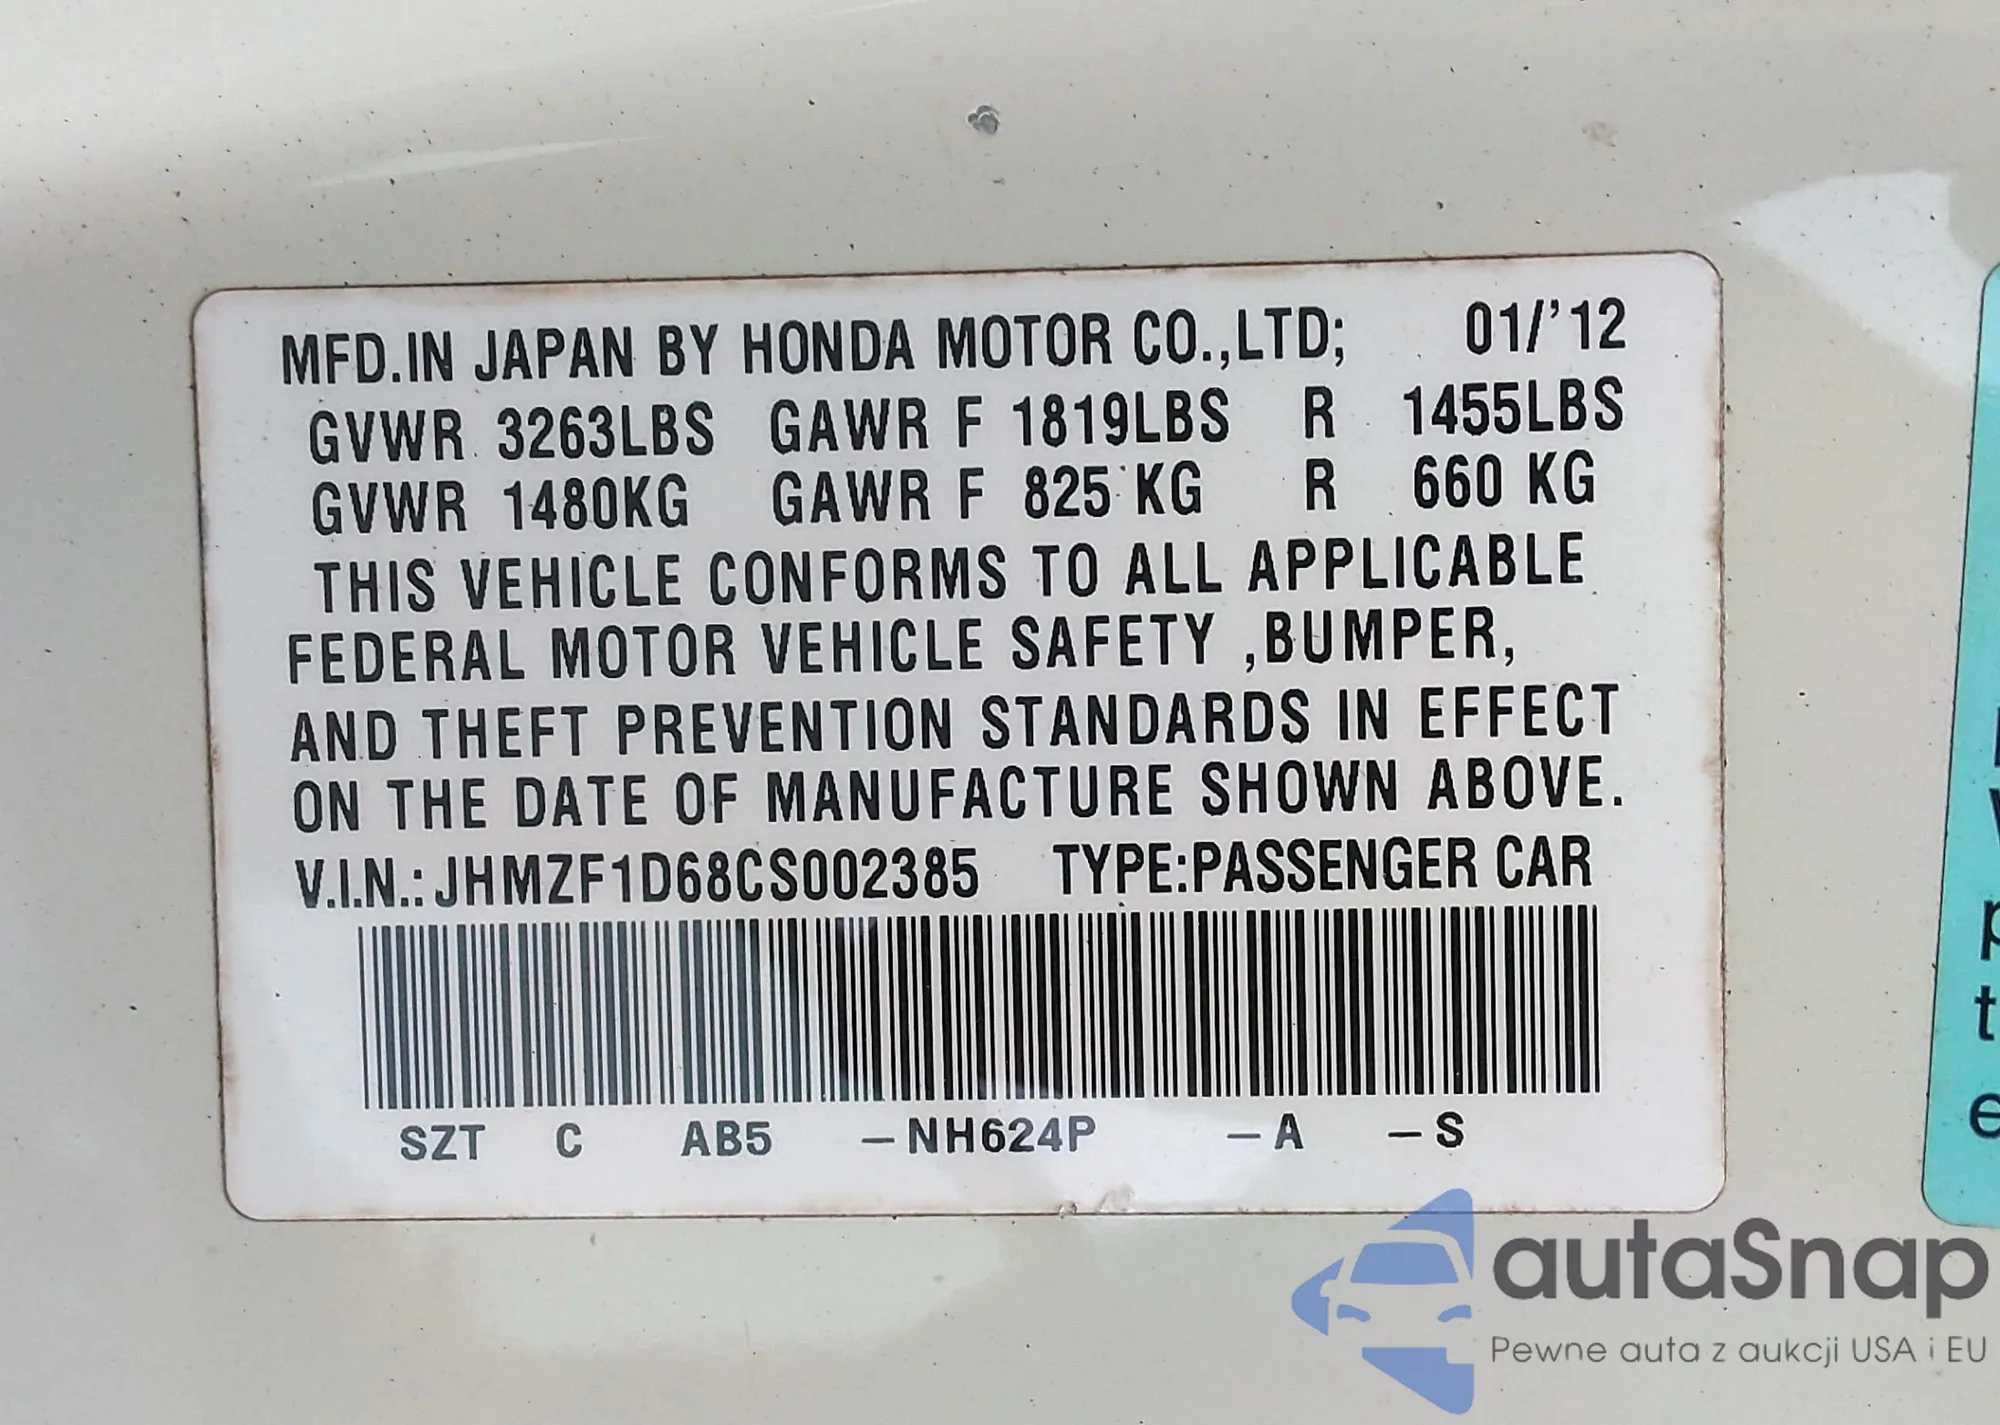 MFD.IN JAPAN BY HONDA MOTOR CO.,LTD; 01/'12
GVWR 3263LBS GAWR F 1819LBS R 1455LBS
GVWR 1480KG GAWR F 825 KG R 660 KG
THIS VEHICLE CONFORMS TO ALL APPLICABLE
FEDERAL MOTOR VEHICLE SAFETY ,BUMPER,
AND THEFT PREVENTION STANDARDS IN EFFECT
ON THE DATE OF MANUFACTURE SHOWN ABOVE.
V.I.N.:JHMZF1D68CS002385 TYPE:PASSENGER CAR
SZT C AB5 -NH624P -A -S
autaSnap
Pewne auta z aukcji USA i EU